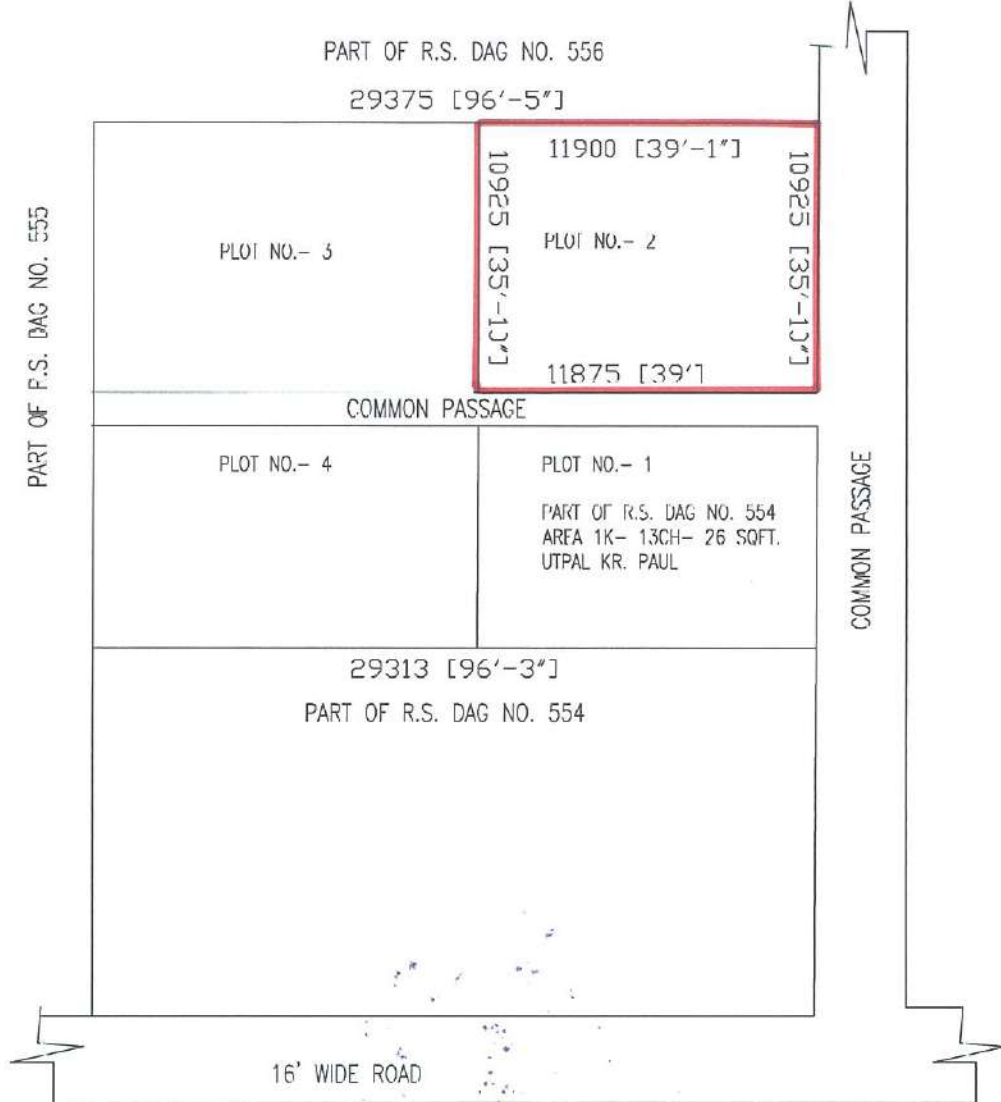 PART OF R.S. DAG NO. 556
29375 [96'-5"]
11900 [39'-1"]
10925 [35'-10"]
10925 [35'-10"]
PART OF R.S. DAG NO. 555
PLOT NO.- 3
PLOT NO.- 2
11875 [39']
COMMON PASSAGE
PLOT NO.- 4
PLOT NO.- 1
PART OF R.S. DAG NO. 554
AREA 1K- 13CH- 26 SQFT.
UTPAL KR. PAUL
COMMON PASSAGE
29313 [96'-3"]
PART OF R.S. DAG NO. 554
16' WIDE ROAD